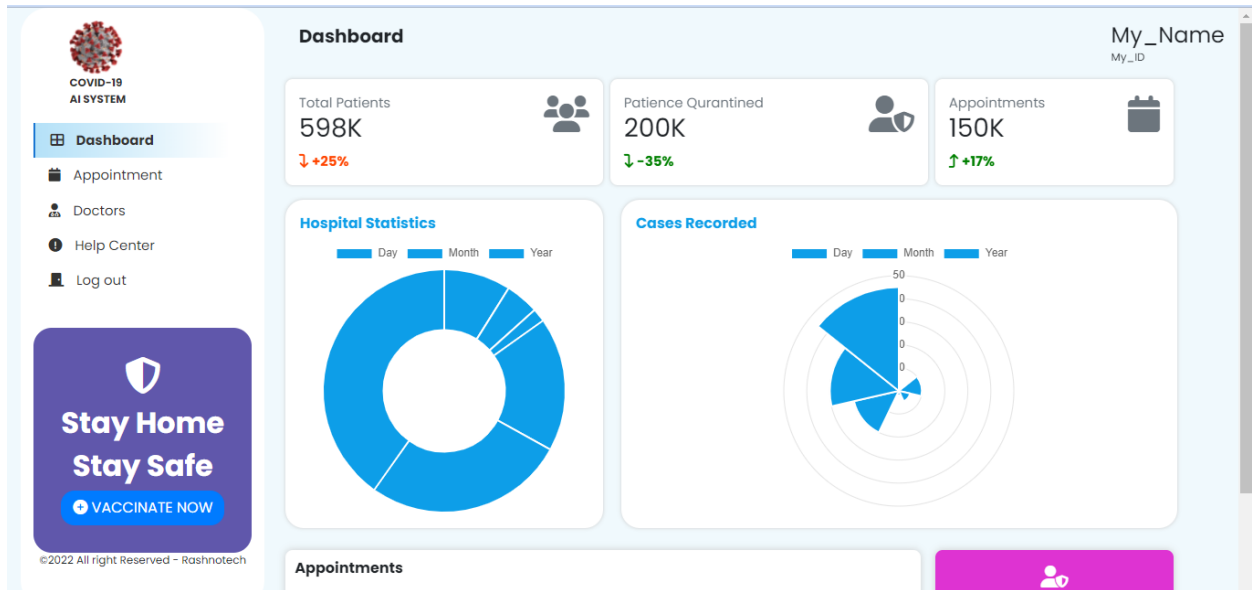 COVID-19
AI SYSTEM
Dashboard
Appointment
Doctors
Help Center
Log out
Stay Home
Stay Safe
VACCINATE NOW
©2022 All right Reserved - Rashnotech
Dashboard
My_Name
My_ID
Total Patients
598K
+25%
Patience Qurantined
200K
-35%
Appointments
150K
+17%
Hospital Statistics
Day Month Year
Cases Recorded
Day Month Year
50
0
0
0
0
Appointments